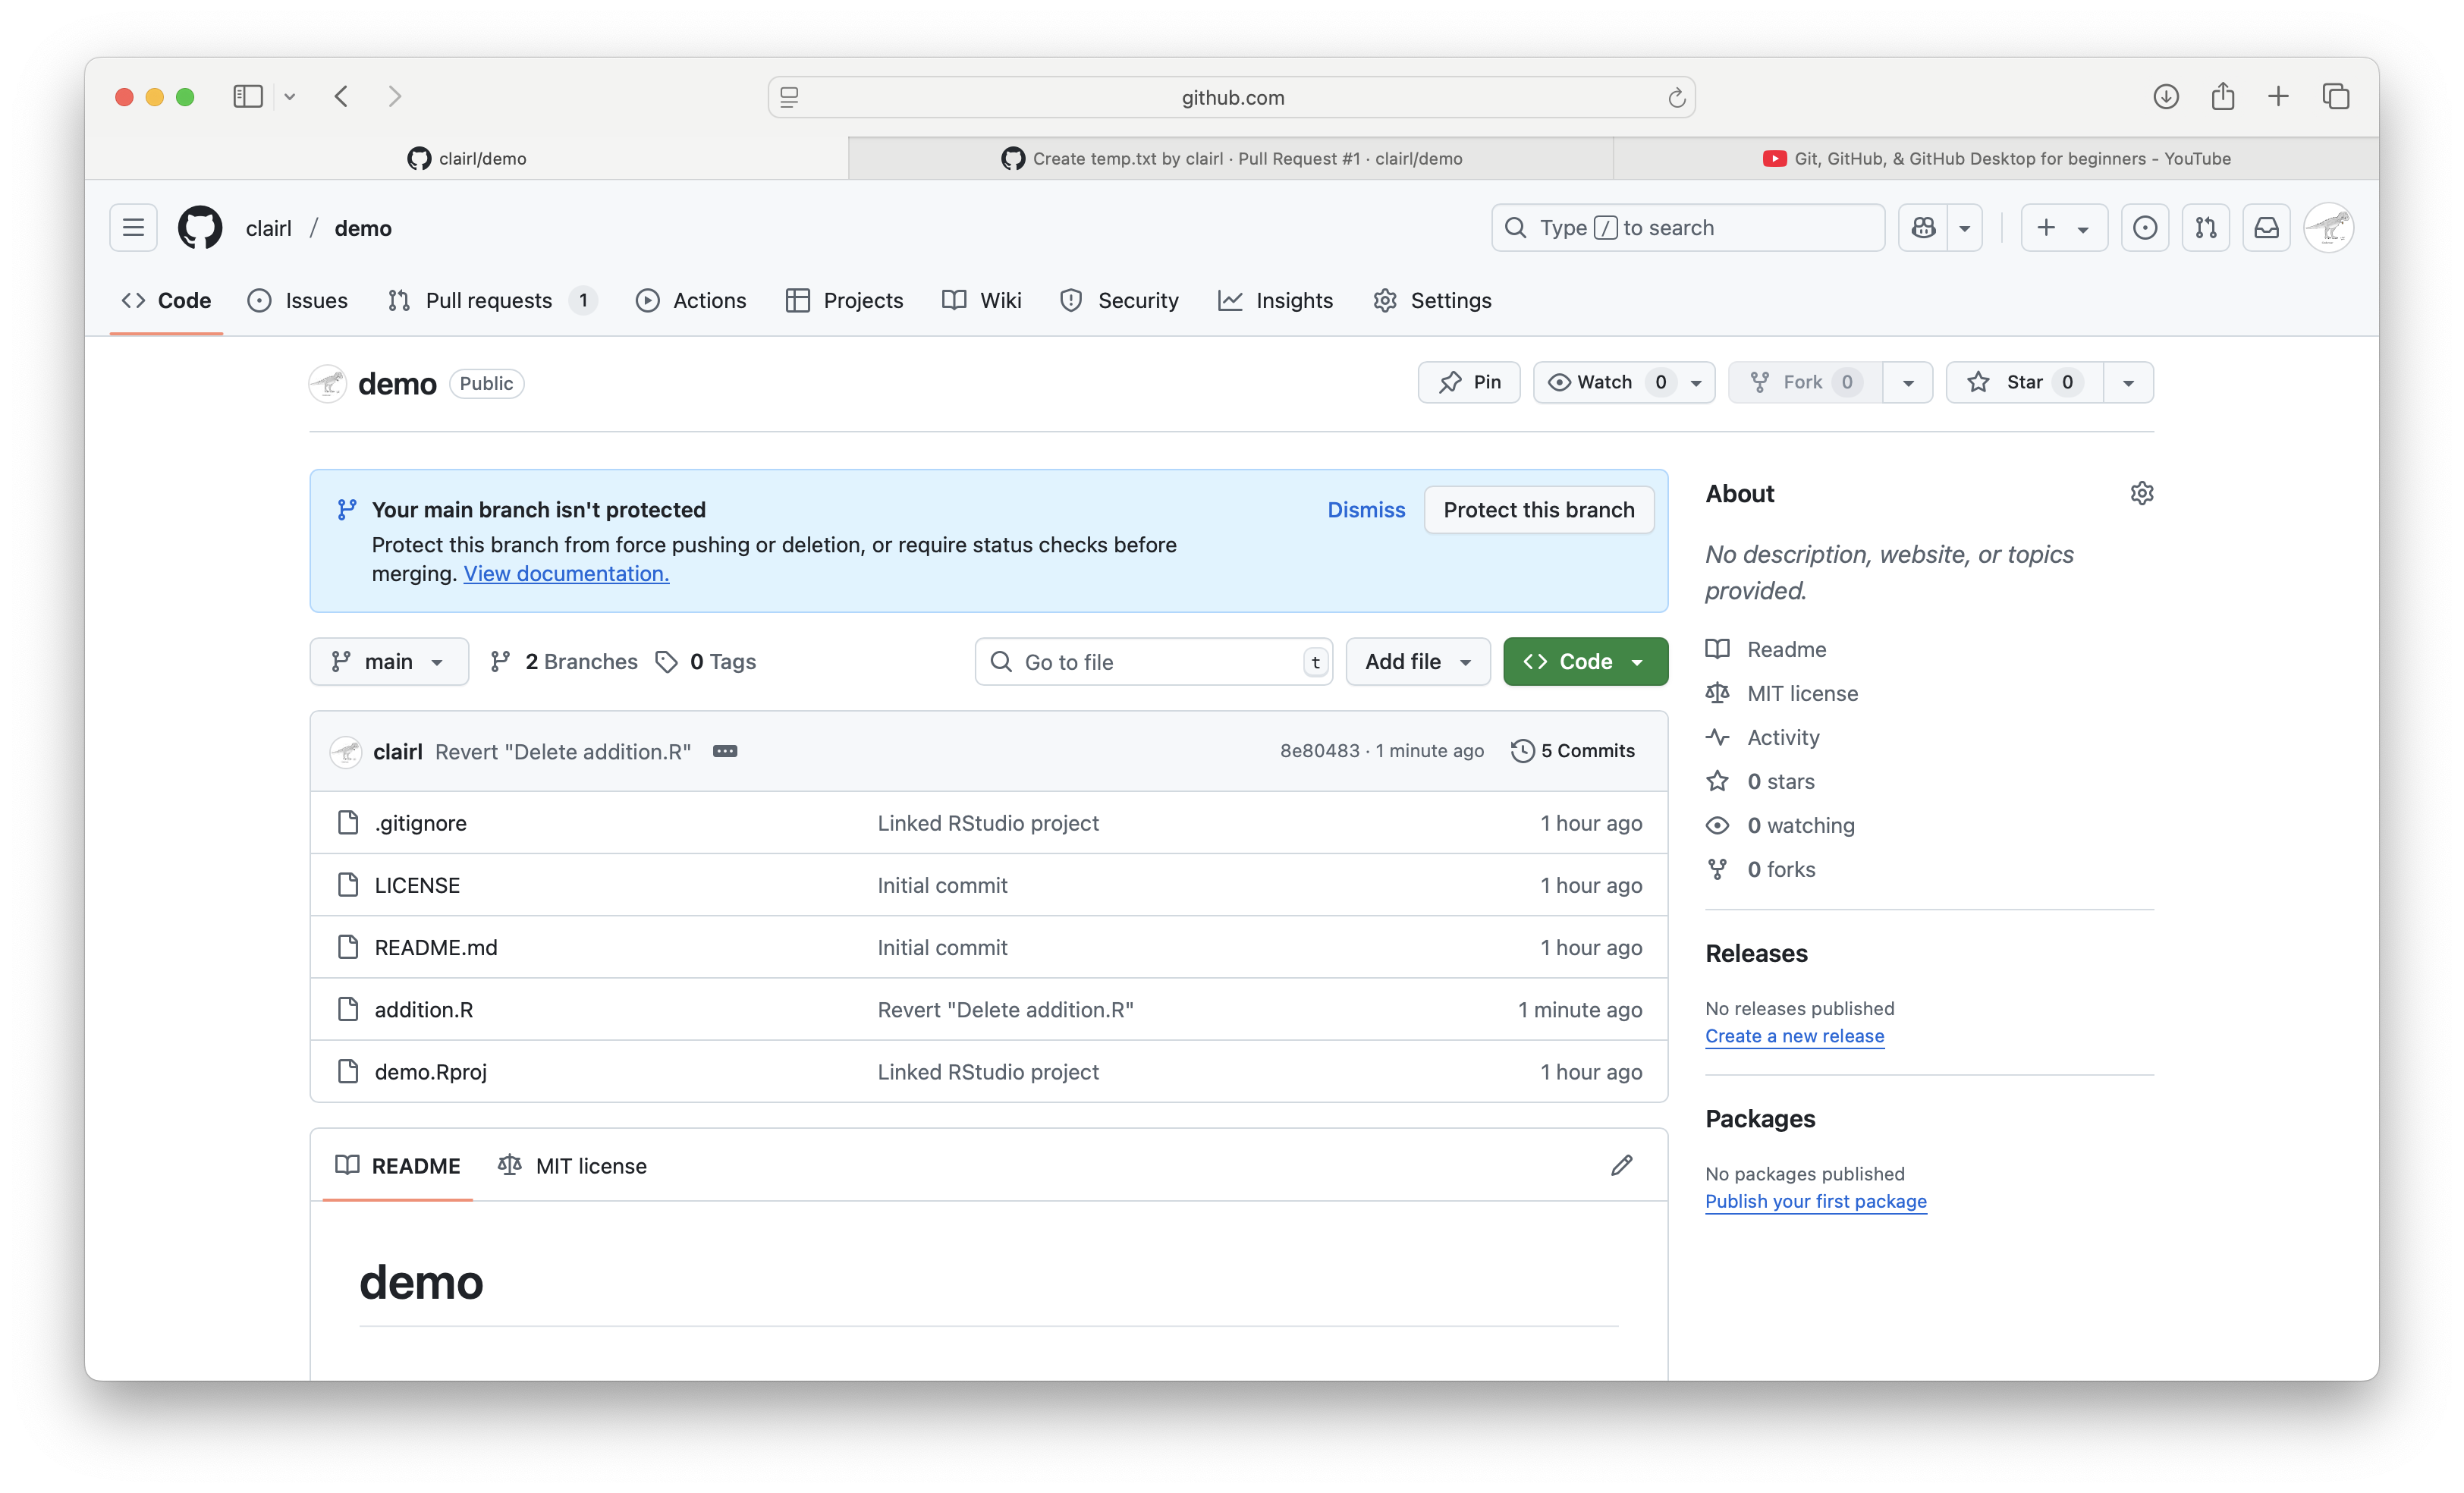 github.com
clairl/demo
Create temp.txt by clairl · Pull Request #1 · clairl/demo
Git, GitHub, & GitHub Desktop for beginners - YouTube
clairl / demo
Type / to search
Code
Issues
Pull requests 1
Actions
Projects
Wiki
Security
Insights
Settings
demo Public
Pin
Watch 0
Fork 0
Star 0
Your main branch isn't protected
Dismiss
Protect this branch
Protect this branch from force pushing or deletion, or require status checks before
merging. View documentation.
main
2 Branches
0 Tags
Go to file t
Add file
Code
clairl Revert "Delete addition.R"
8e80483 · 1 minute ago
5 Commits
.gitignore Linked RStudio project 1 hour ago
LICENSE Initial commit 1 hour ago
README.md Initial commit 1 hour ago
addition.R Revert "Delete addition.R" 1 minute ago
demo.Rproj Linked RStudio project 1 hour ago
README
MIT license
demo
About
No description, website, or topics
provided.
Readme
MIT license
Activity
0 stars
0 watching
0 forks
Releases
No releases published
Create a new release
Packages
No packages published
Publish your first package